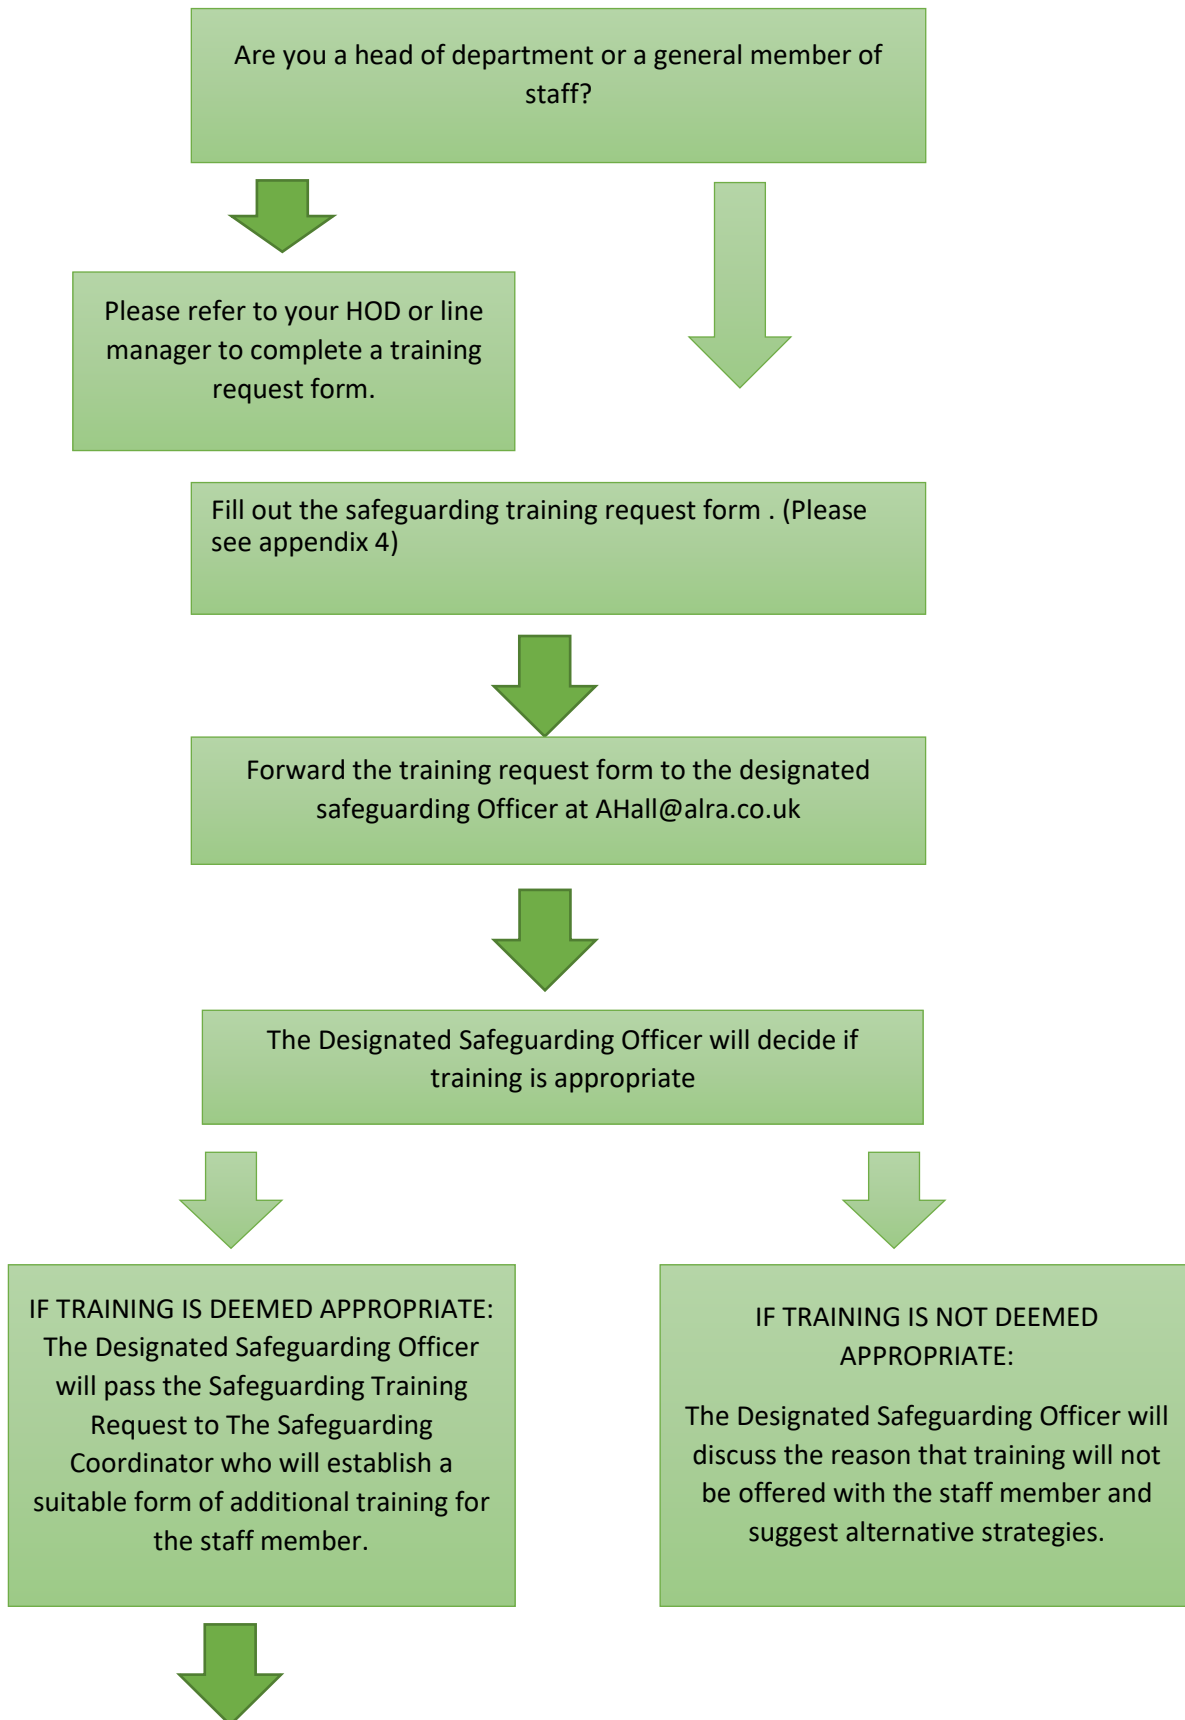 Are you a head of department or a general member of
staff?
Please refer to your HOD or line
manager to complete a training
request form.
Fill out the safeguarding training request form . (Please
see appendix 4)
Forward the training request form to the designated
safeguarding Officer at AHall@alra.co.uk
The Designated Safeguarding Officer will decide if
training is appropriate
IF TRAINING IS DEEMED APPROPRIATE:
The Designated Safeguarding Officer
will pass the Safeguarding Training
Request to The Safeguarding
Coordinator who will establish a
suitable form of additional training for
the staff member.
IF TRAINING IS NOT DEEMED
APPROPRIATE:
The Designated Safeguarding Officer will
discuss the reason that training will not
be offered with the staff member and
suggest alternative strategies.